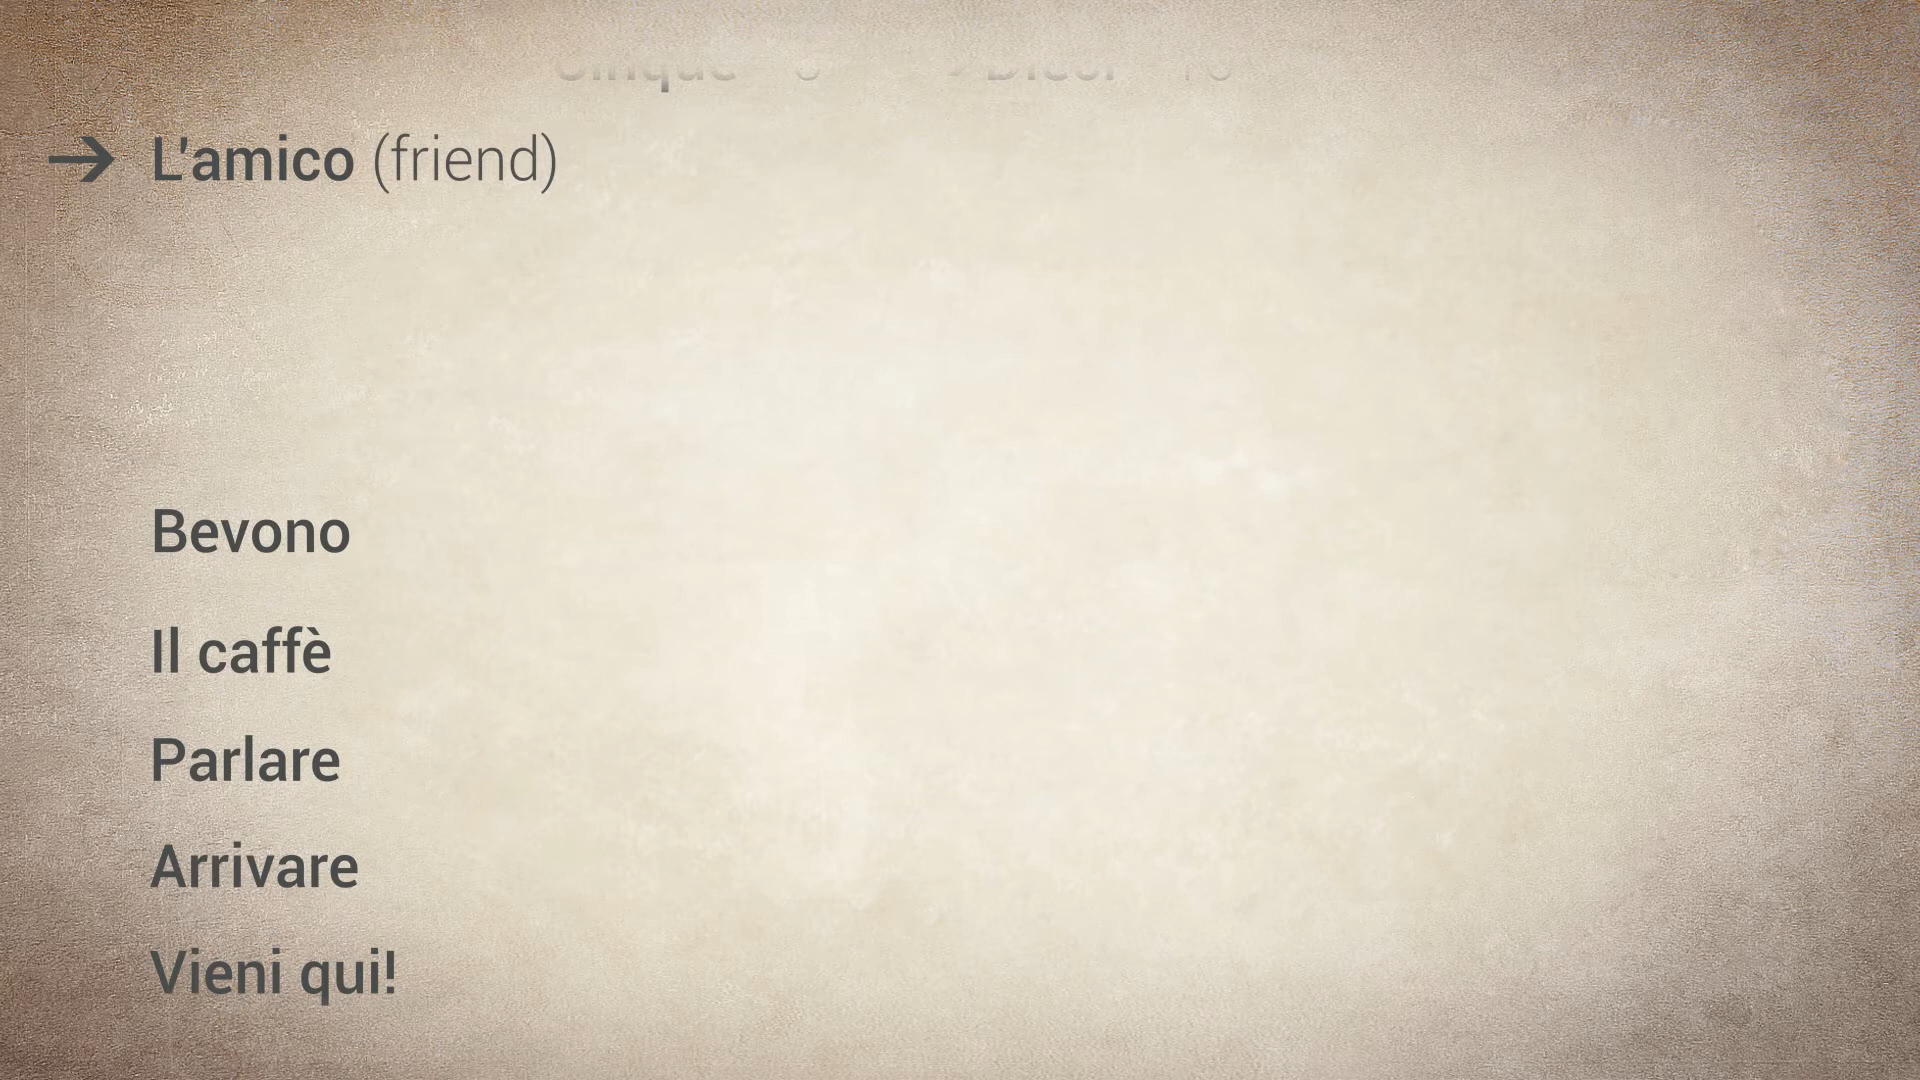 → L'amico (friend)
Bevono
Il caffè
Parlare
Arrivare
Vieni qui!